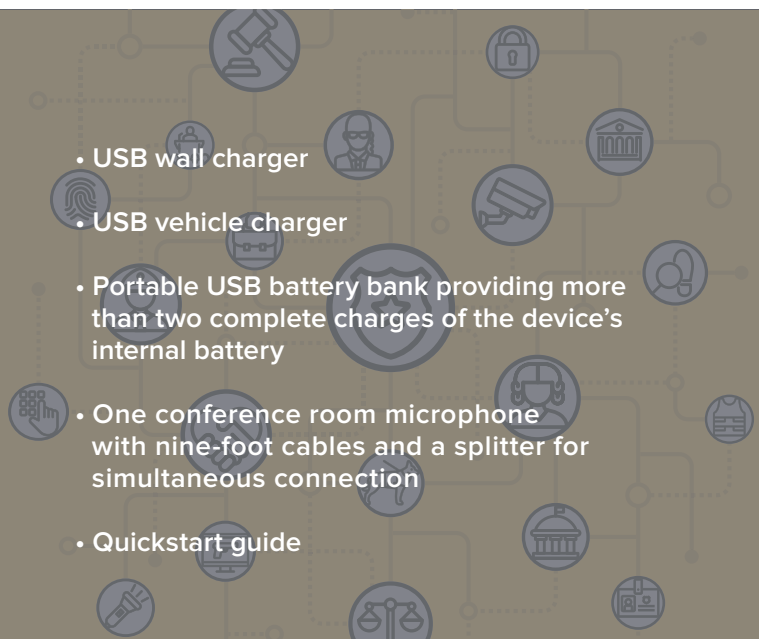 • USB wall charger
• USB vehicle charger
• Portable USB battery bank providing more
than two complete charges of the device’s
internal battery
• One conference room microphone
with nine-foot cables and a splitter for
simultaneous connection
• Quickstart guide